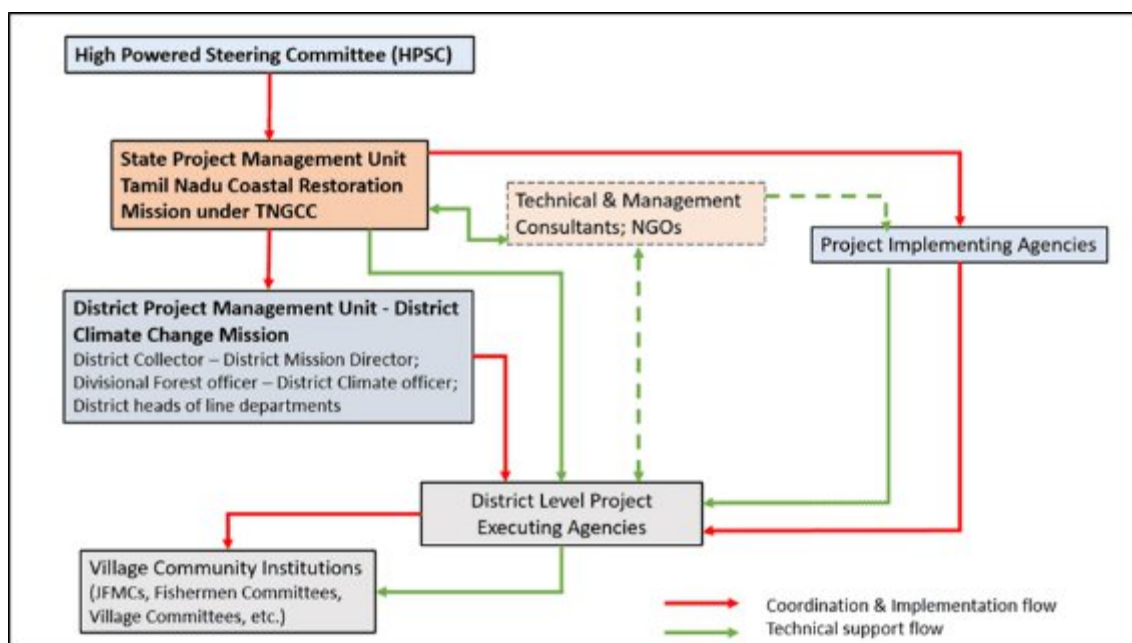 High Powered Steering Committee (HPSC)
State Project Management Unit
Tamil Nadu Coastal Restoration
Mission under TNGCC
Technical & Management
Consultants; NGOs
Project Implementing Agencies
District Project Management Unit - District
Climate Change Mission
District Collector – District Mission Director;
Divisional Forest officer – District Climate officer;
District heads of line departments
District Level Project
Executing Agencies
Village Community Institutions
(JFMCs, Fishermen Committees,
Village Committees, etc.)
Coordination & Implementation flow
Technical support flow